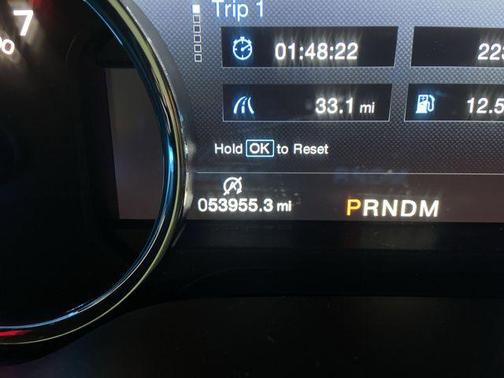 Trip 1
7
01:48:22
33.1 mi
12.5
Hold OK to Reset
053955.3 mi
PRNDM